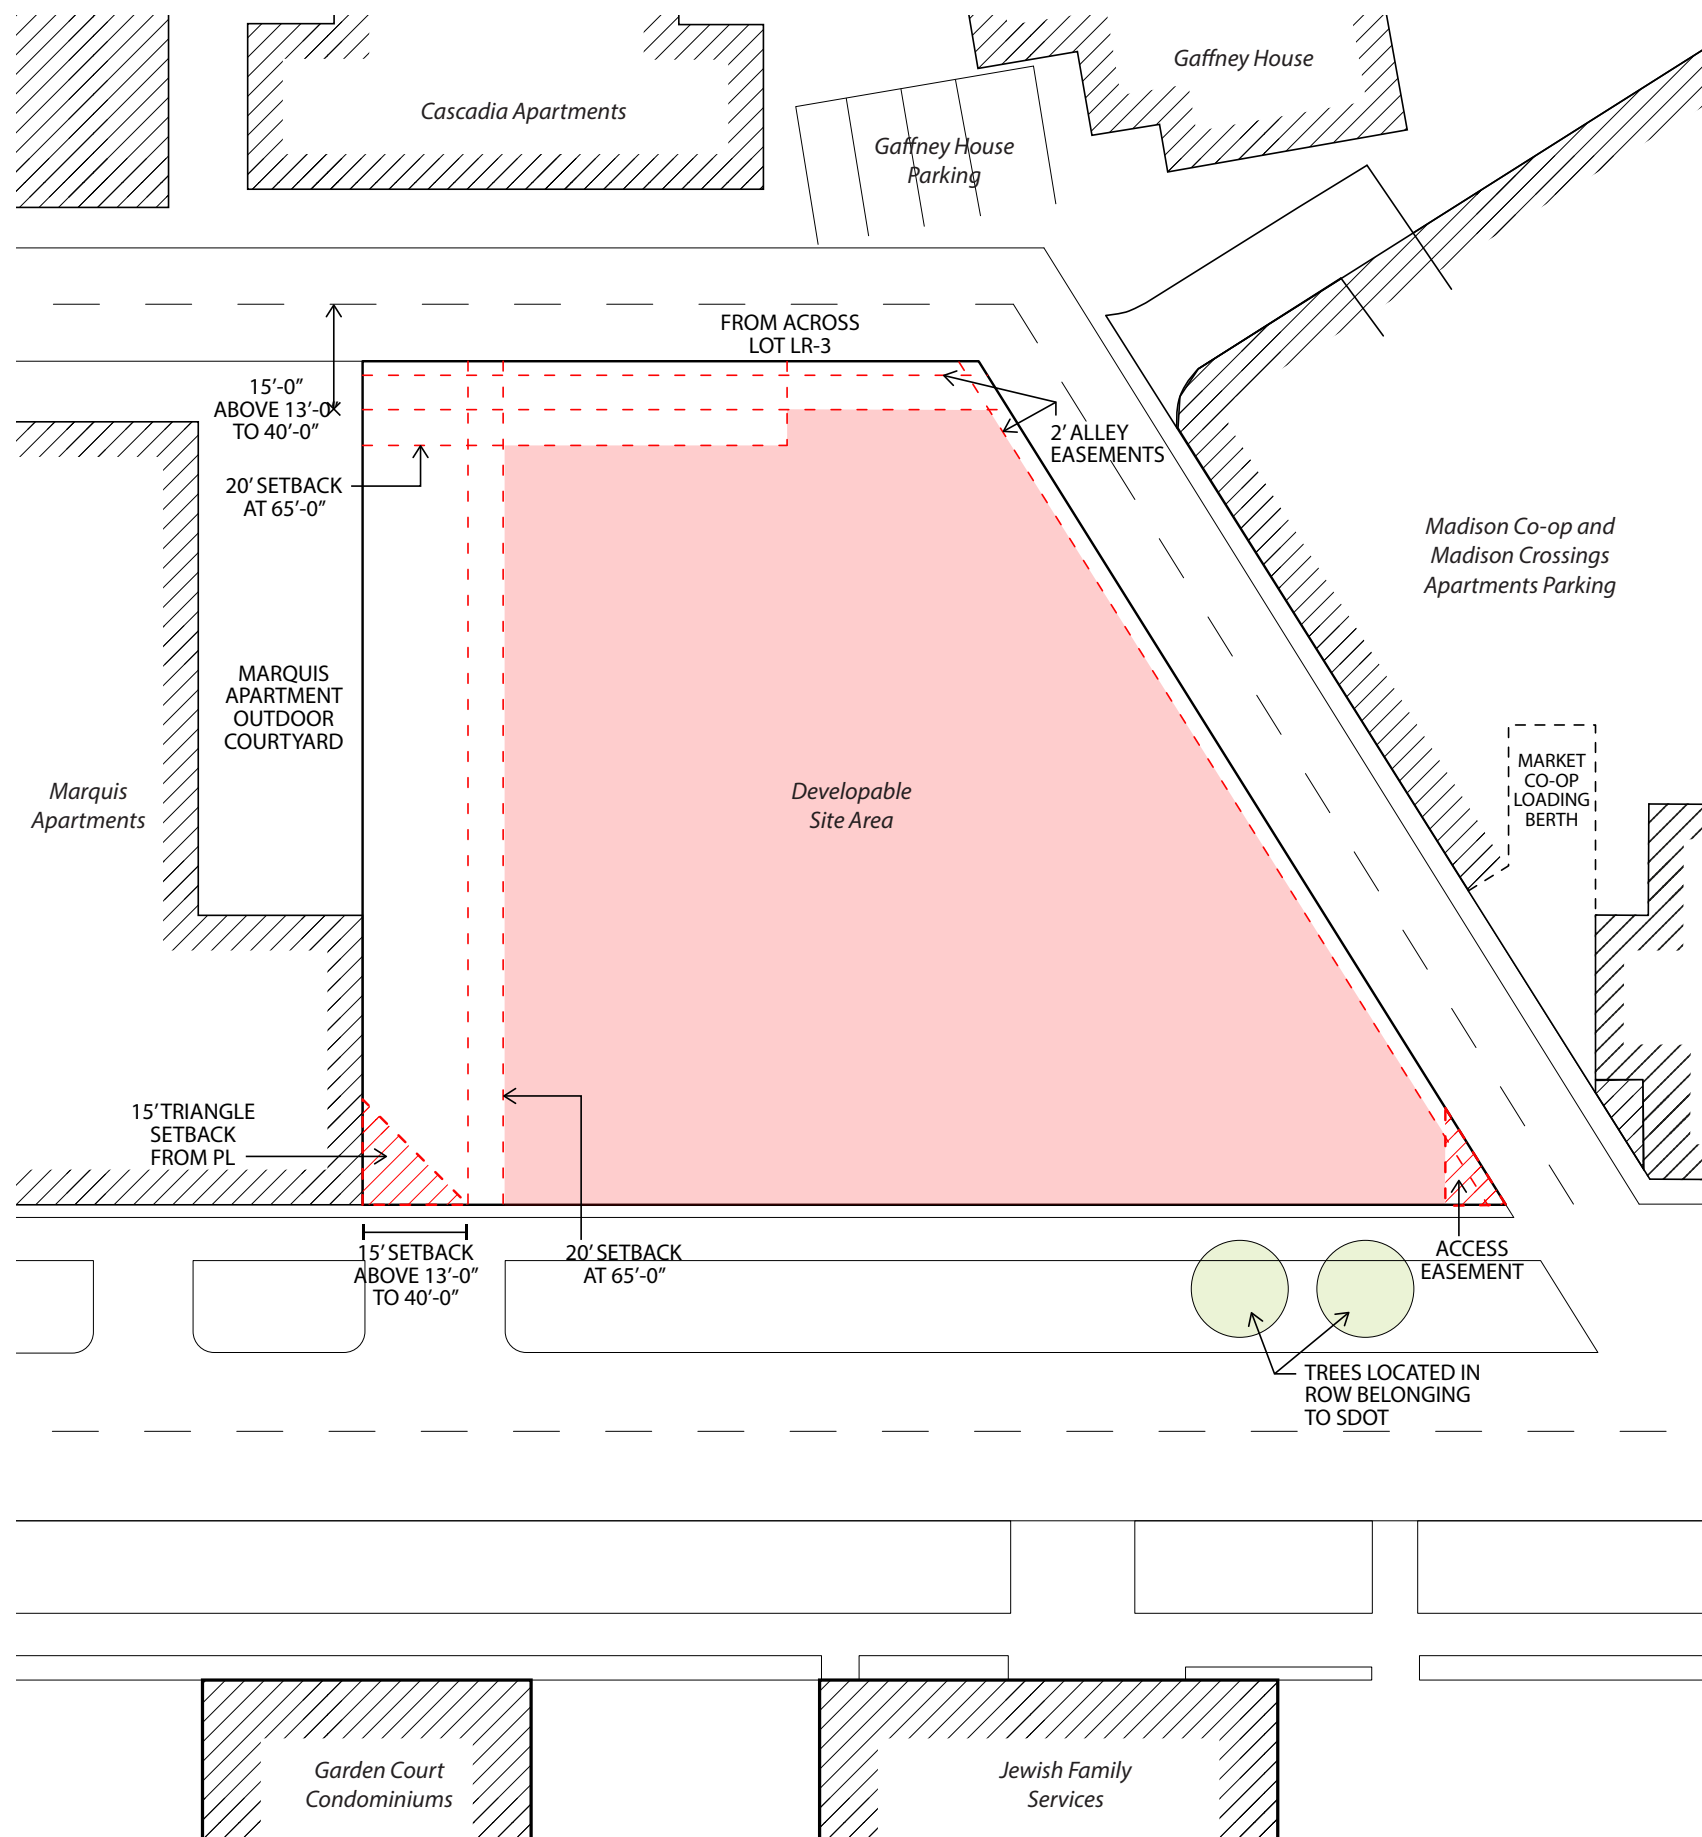 Gaffney House
Cascadia Apartments
Gaffney House
Parking
FROM ACROSS
LOT LR-3
15'-0"
ABOVE 13'-0"
TO 40'-0"
2' ALLEY
EASEMENTS
20' SETBACK
AT 65'-0"
Madison Co-op and
Madison Crossings
Apartments Parking
MARQUIS
APARTMENT
OUTDOOR
COURTYARD
MARKET
CO-OP
LOADING
BERTH
Marquis
Apartments
Developable
Site Area
15' TRIANGLE
SETBACK
FROM PL
15' SETBACK
ABOVE 13'-0"
TO 40'-0"
20' SETBACK
AT 65'-0"
ACCESS
EASEMENT
TREES LOCATED IN
ROW BELONGING
TO SDOT
Garden Court
Condominiums
Jewish Family
Services